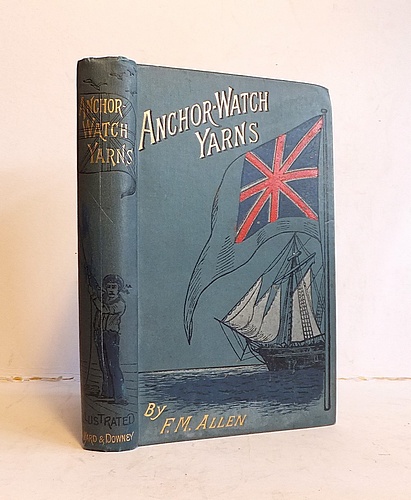 ANCHOR-
WATCH
YARNS
ILLUSTRATED
WARD & DOWNEY
ANCHOR-WATCH
YARNS
By
F. M. ALLEN